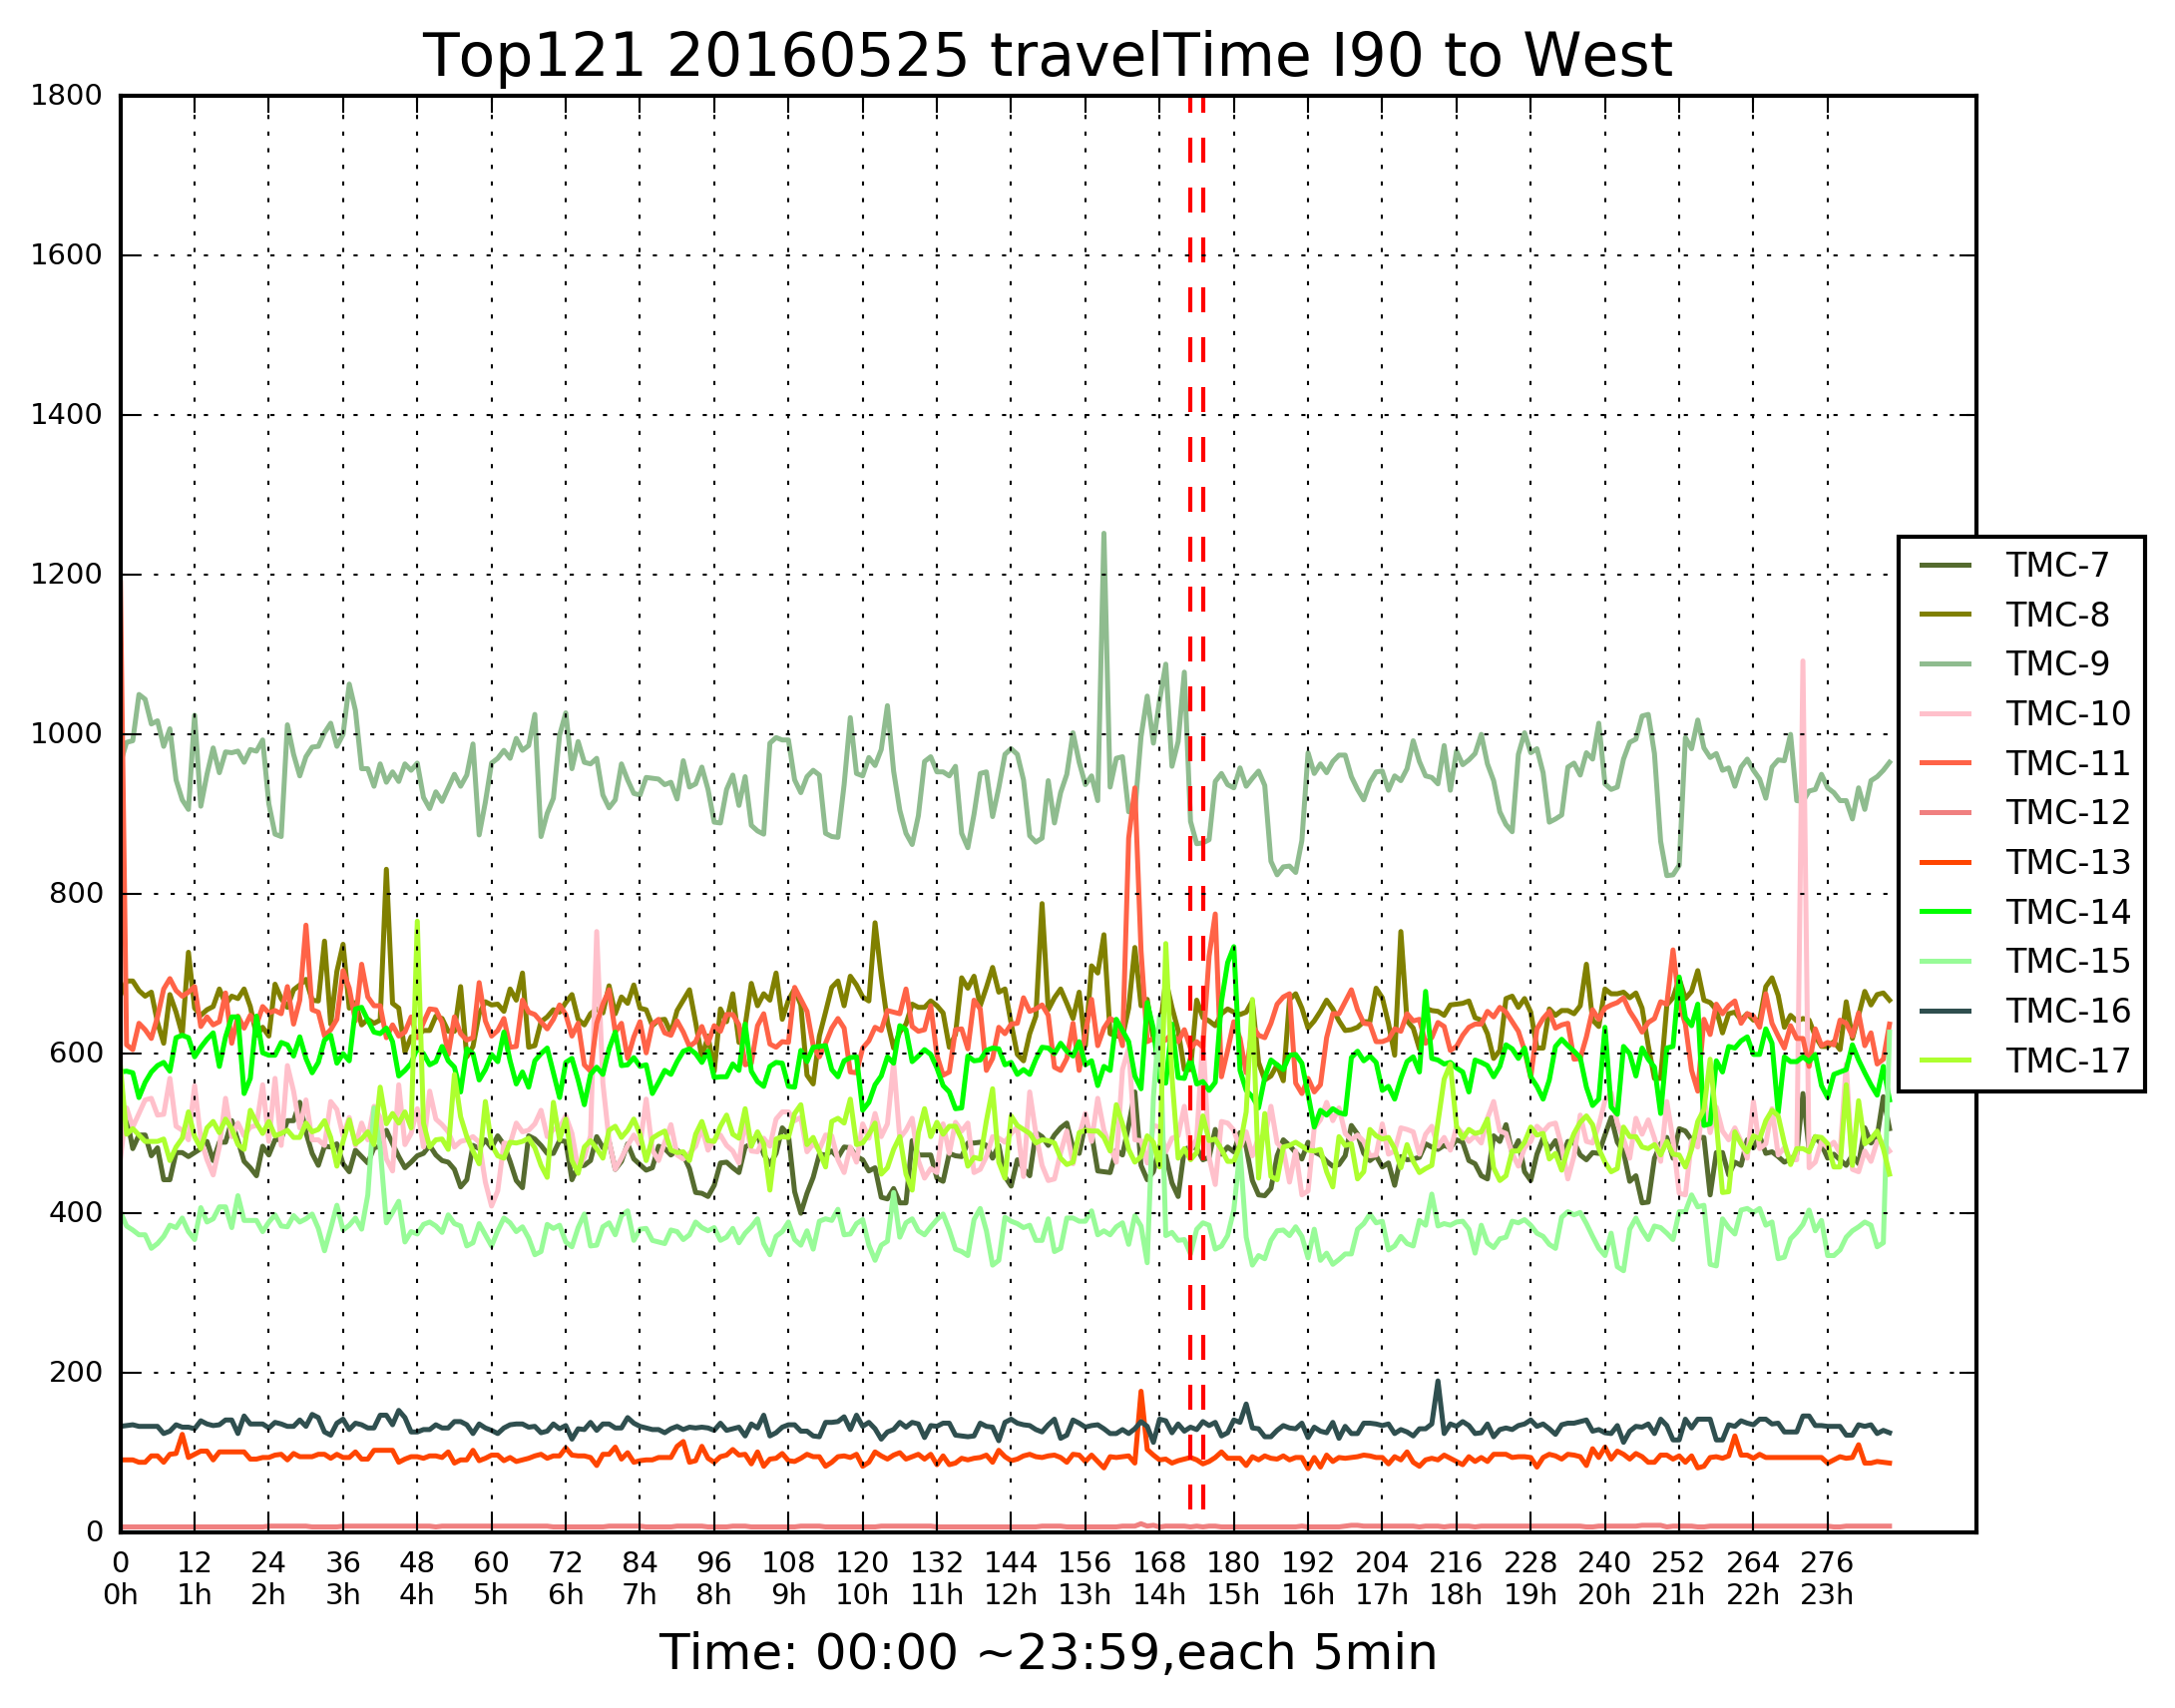 Top121 20160525 travelTime I90 to West
1800
1600
1400
1200
1000
800
600
400
200
0
TMC-7
TMC-8
TMC-9
TMC-10
TMC-11
TMC-12
TMC-13
TMC-14
TMC-15
TMC-16
TMC-17
0 12 24 36 48 60 72 84 96 108 120 132 144 156 168 180 192 204 216 228 240 252 264 276
0h 1h 2h 3h 4h 5h 6h 7h 8h 9h 10h 11h 12h 13h 14h 15h 16h 17h 18h 19h 20h 21h 22h 23h
Time: 00:00 ~23:59,each 5min